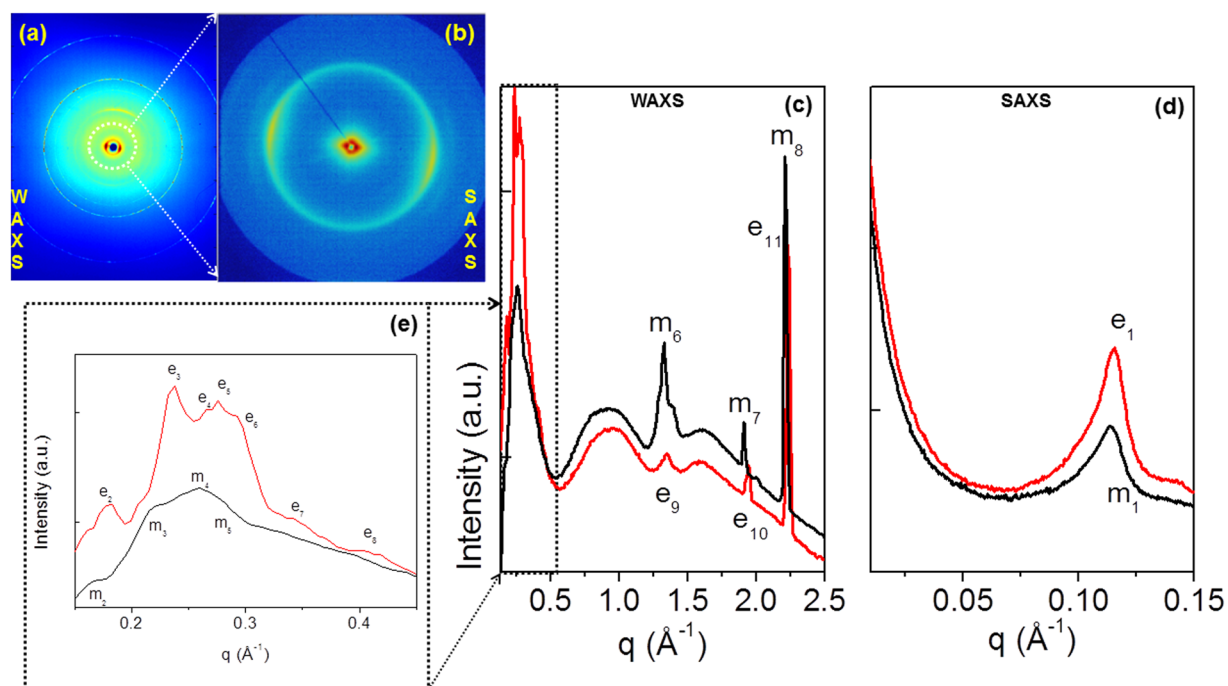 (a)
WAXS
(b)
SAXS
WAXS
(c)
m8
e11
m6
m7
e9
e10
Intensity (a.u.)
0.5
1.0
1.5
2.0
2.5
q (Å-1)
SAXS
(d)
e1
m1
0.05
0.10
0.15
q (Å-1)
(e)
e3
e4
e5
e6
e2
m4
m3
m5
e7
e8
m2
Intensity (a.u.)
0.2
0.3
0.4
q (Å-1)